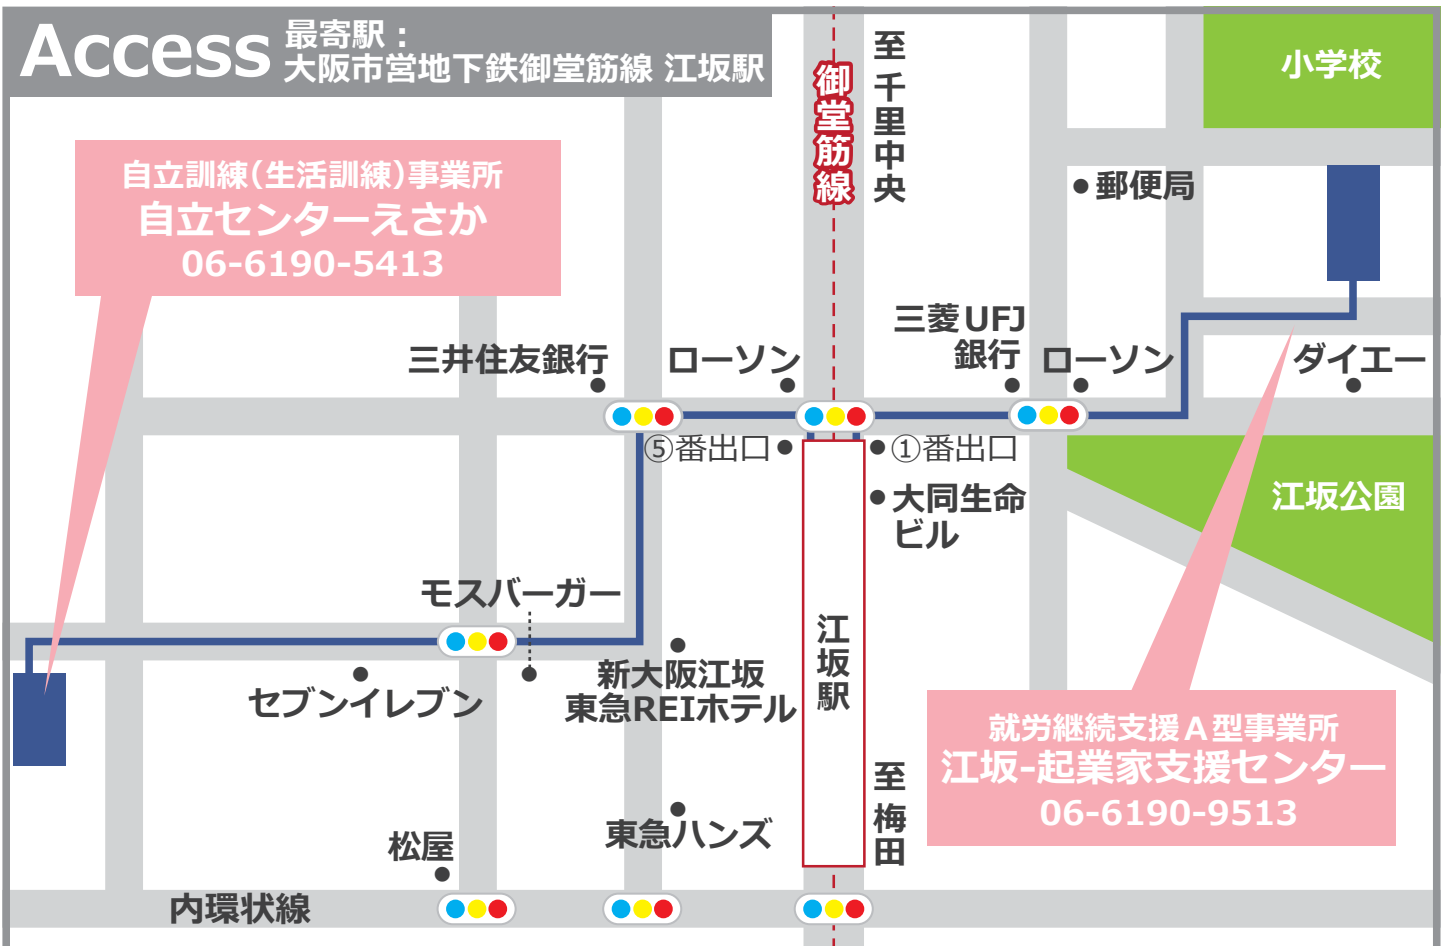 Access
最寄駅：
大阪市営地下鉄御堂筋線 江坂駅
御堂筋線
至 千里中央
小学校
自立訓練(生活訓練)事業所
自立センターえさか
06-6190-5413
郵便局
三井住友銀行
ローソン
三菱UFJ
銀行
ローソン
ダイエー
⑤番出口
①番出口
大同生命
ビル
江坂公園
モスバーガー
セブンイレブン
新大阪江坂
東急REIホテル
江坂駅
就労継続支援A型事業所
江坂-起業家支援センター
06-6190-9513
至 梅田
東急ハンズ
松屋
内環状線